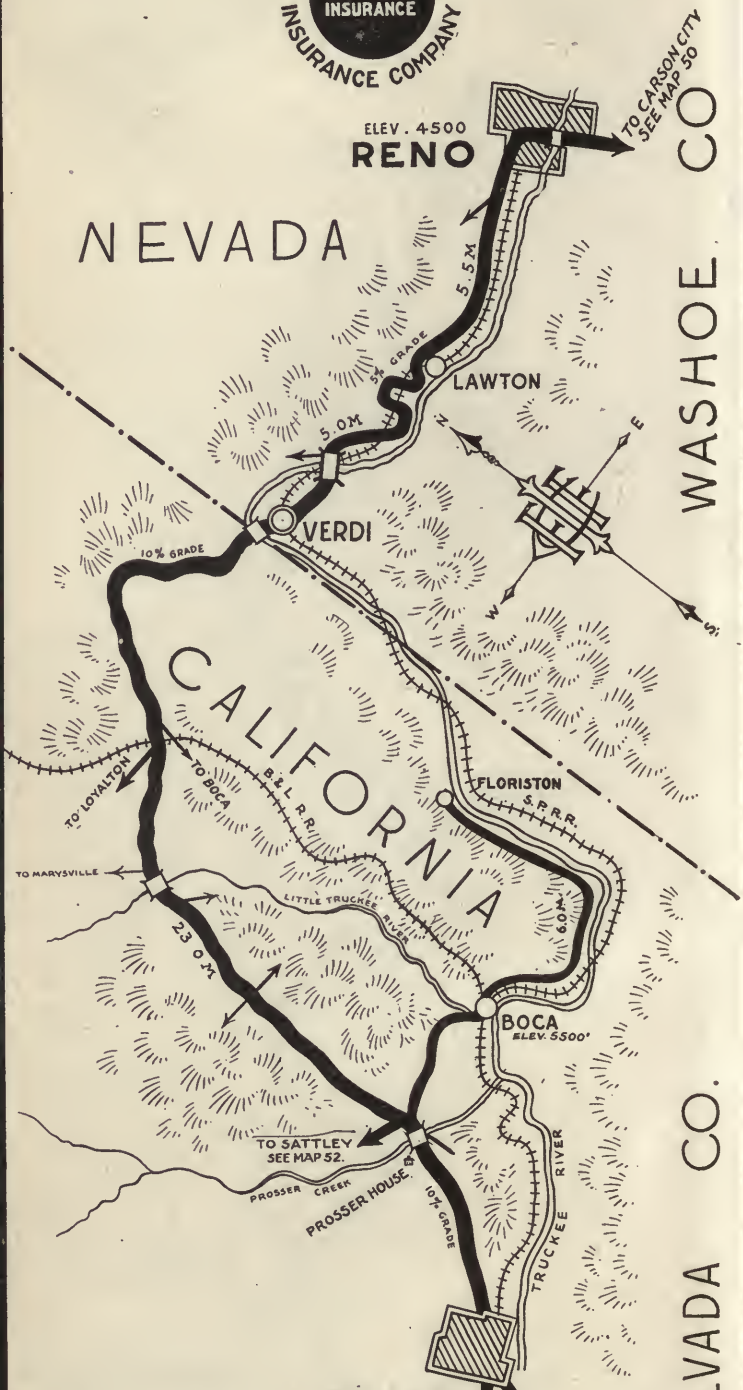 INSURANCE
INSURANCE COMPANY
TO CARSON CITY
SEE MAP 50
ELEV. 4500
RENO
NEVADA
WASHOE CO
5.5M
5% GRADE
LAWTON
5.0M
N
E
W
S
VERDI
10% GRADE
CALIFORNIA
TO LOYALTON
TO BOCA
B.&L. R.R.
FLORISTON
S.P.R.R.
TO MARYSVILLE
LITTLE TRUCKEE
RIVER
6.0M
23.0M
BOCA
ELEV. 5500'
TO SATTLEY
SEE MAP 52.
PROSSER CREEK
PROSSER HOUSE
10% GRADE
TRUCKEE RIVER
VADA CO.